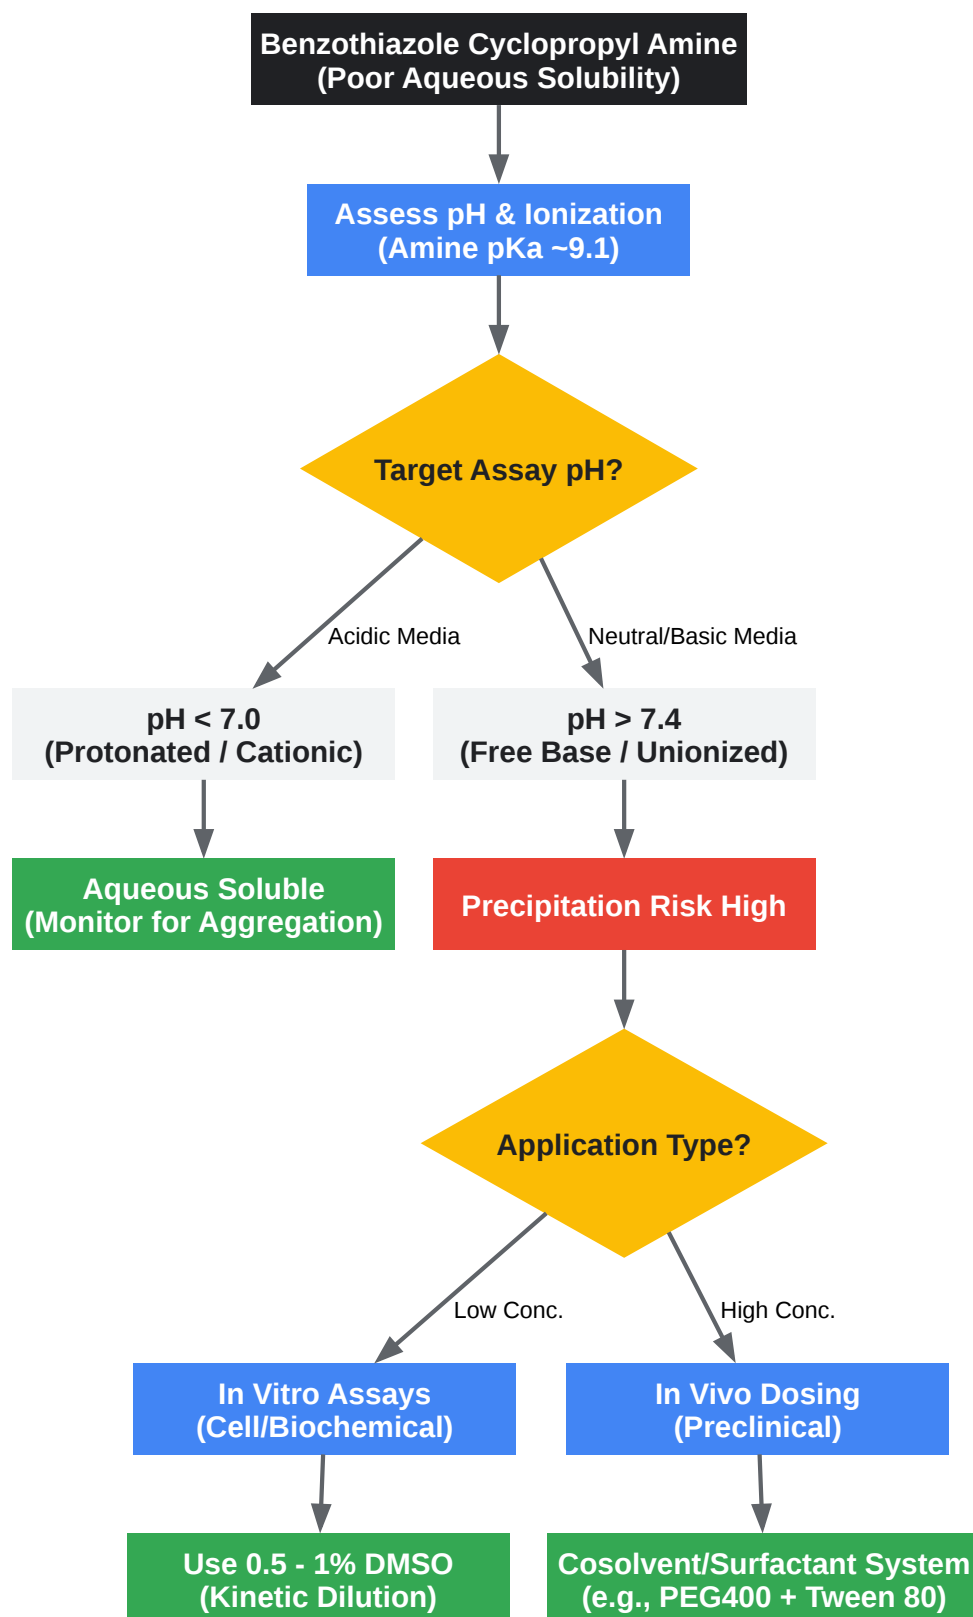 Benzothiazole Cyclopropyl Amine
(Poor Aqueous Solubility)
Assess pH & Ionization
(Amine pKa ~9.1)
Target Assay pH?
Acidic Media
Neutral/Basic Media
pH < 7.0
(Protonated / Cationic)
pH > 7.4
(Free Base / Unionized)
Aqueous Soluble
(Monitor for Aggregation)
Precipitation Risk High
Application Type?
Low Conc.
High Conc.
In Vitro Assays
(Cell/Biochemical)
In Vivo Dosing
(Preclinical)
Use 0.5 - 1% DMSO
(Kinetic Dilution)
Cosolvent/Surfactant System
(e.g., PEG400 + Tween 80)